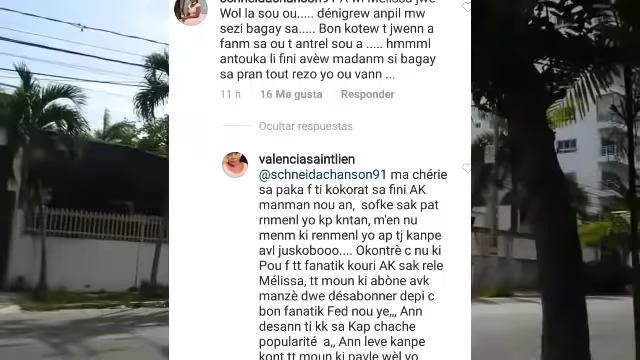 schneidachanson91 A wi Mélissa jwe
Wol la sou ou..... dénigrew anpil mw
sezi bagay sa..... Bon kotew t jwenn a
fanm sa ou t antrel sou a ..... hmmml
antouka li fini avèw madanm si bagay
sa pran tout rezo yo ou vann ...
11 h 16 Me gusta Responder
Ocultar respuestas
valenciasaintlien
@schneidachanson91 ma chérie
sa paka f ti kokorat sa fini AK
manman nou an, sofke sak pat
rnmenl yo kp kntan, m'en nu
menm ki renmenl yo ap tj kanpe
avl juskobooo.... Okontrè c nu ki
Pou f tt fanatik kouri AK sak rele
Mélissa, tt moun ki abòne avk
manzè dwe désabonner depi c
bon fanatik Fed nou ye,,, Ann
desann ti kk sa Kap chache
popularité a,, Ann leve kanpe
kont tt moun ki pavle wèl yo